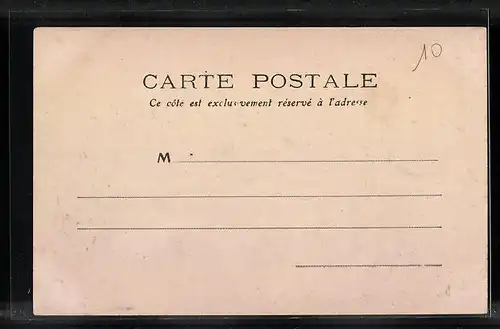 10
CARTE POSTALE
Ce côté est exclusivement réservé à l'adresse
M